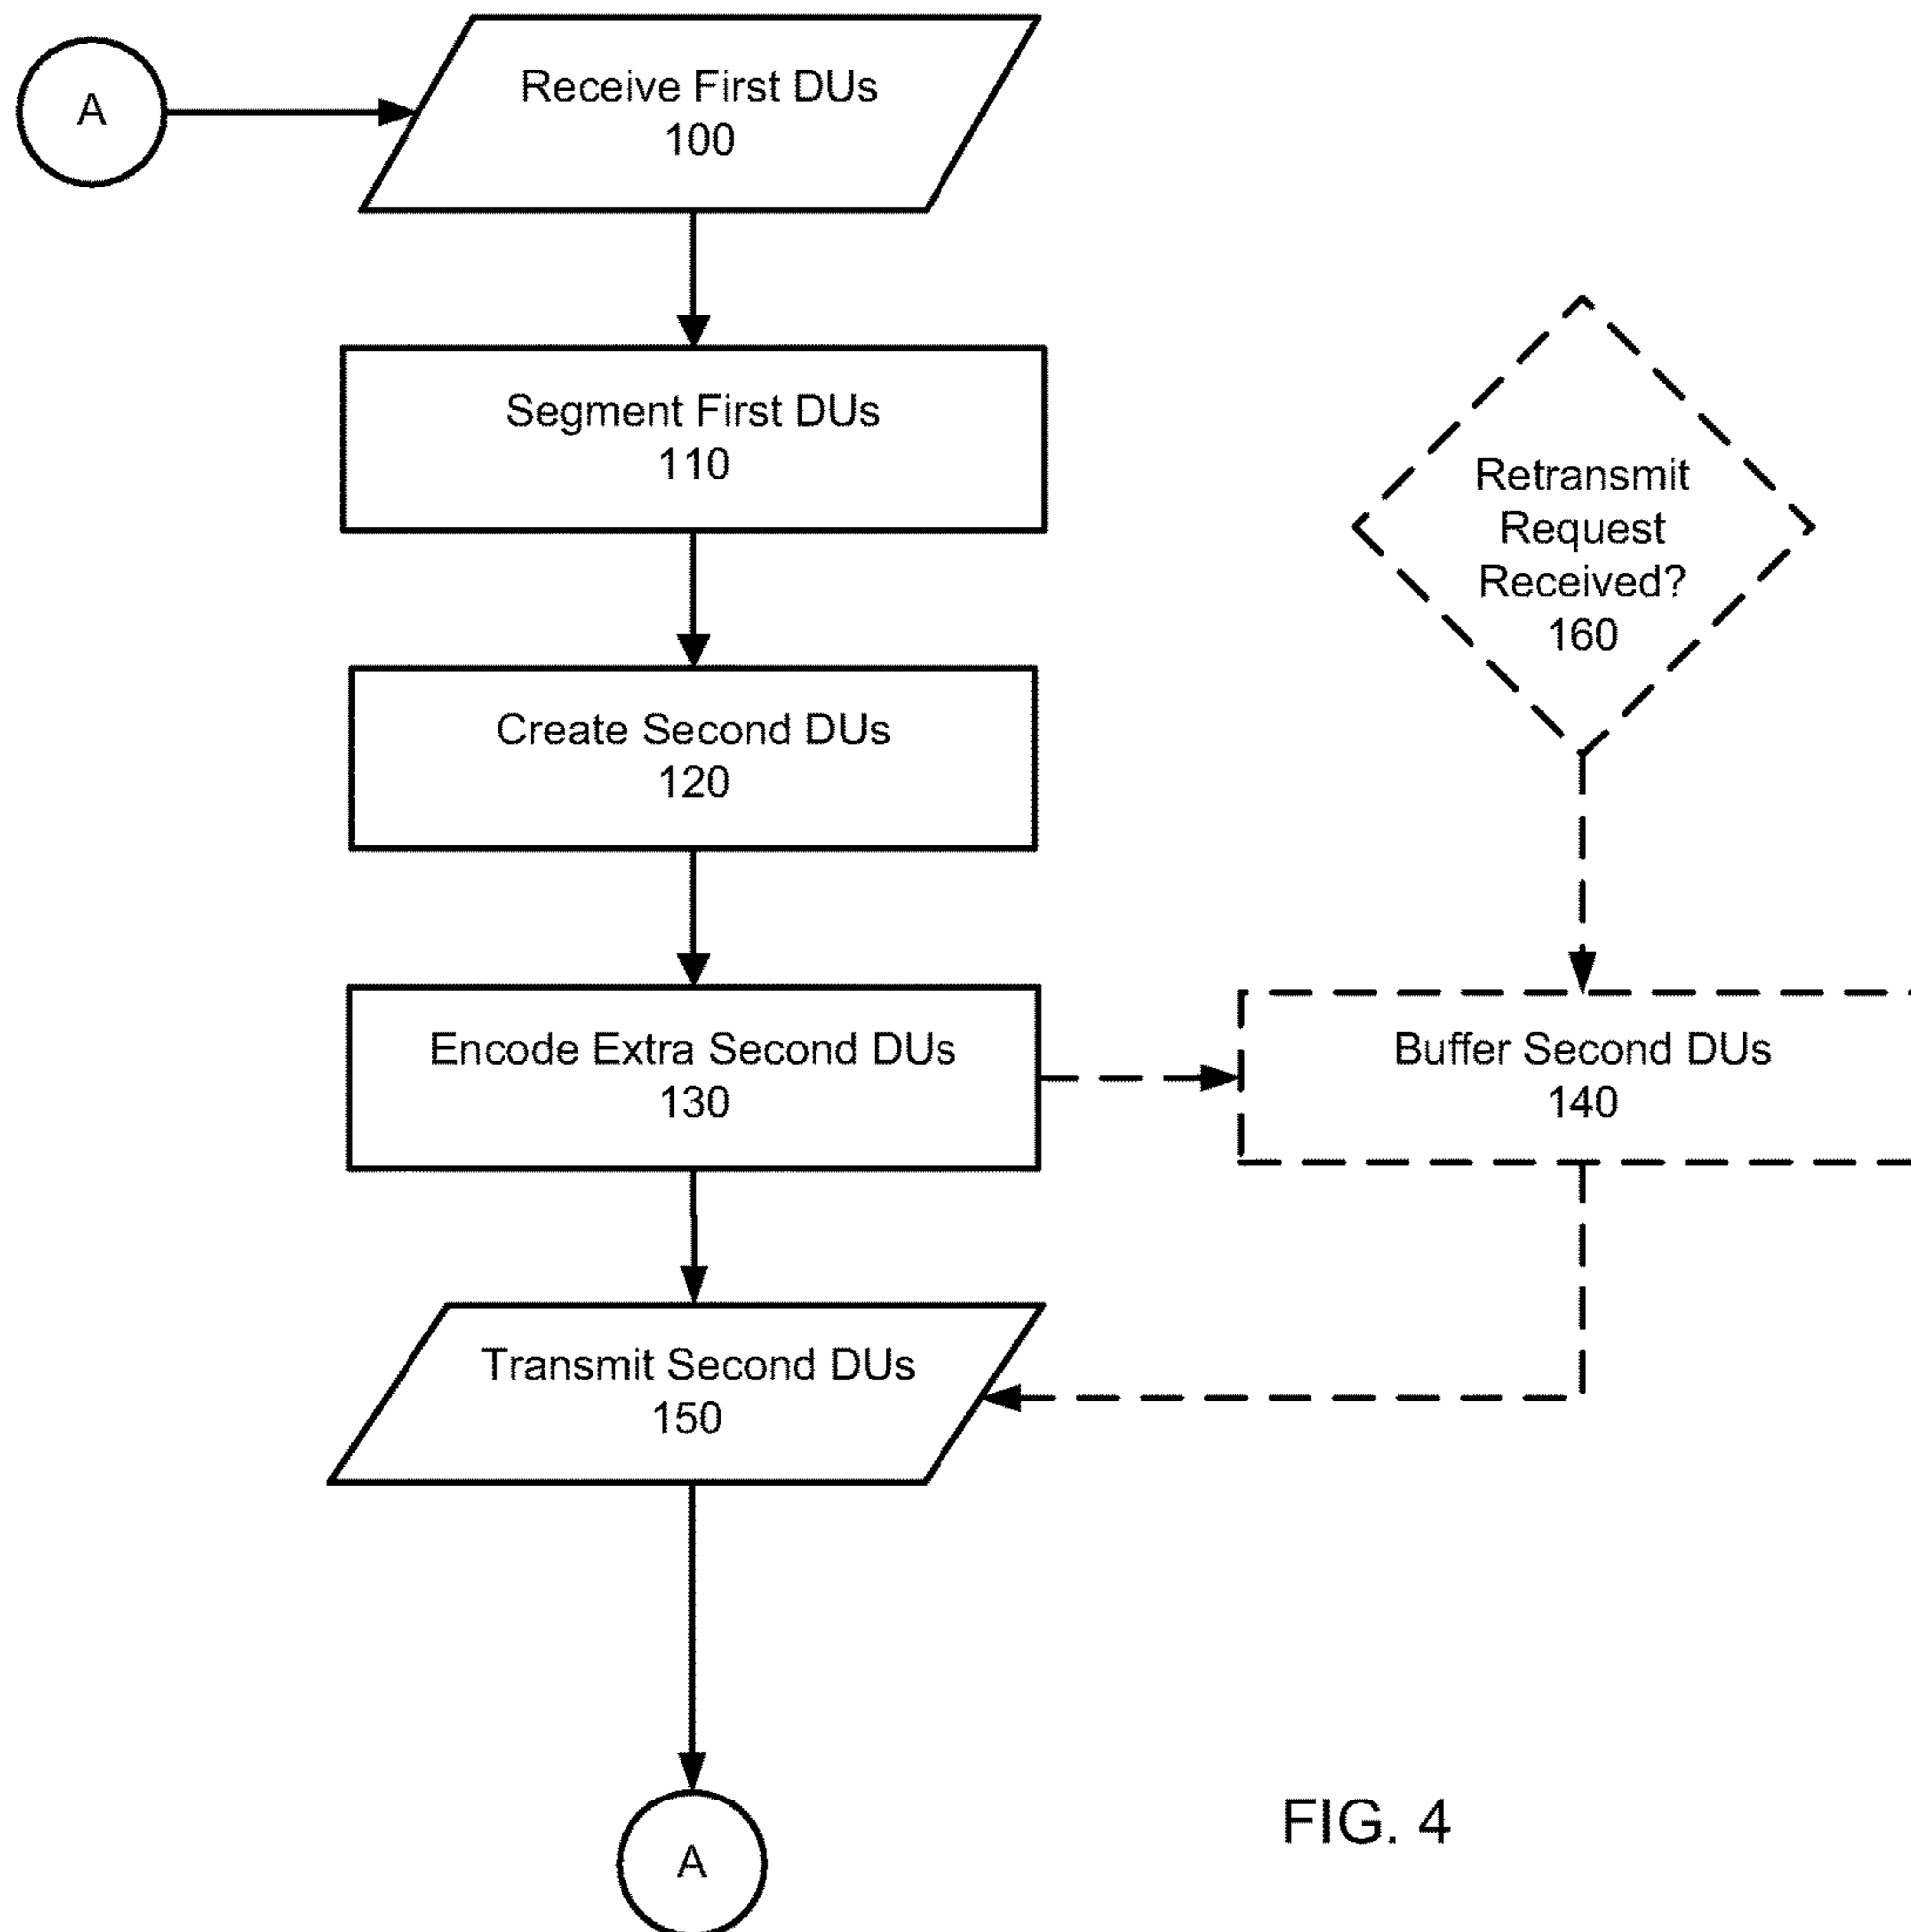 A
Receive First DUs
100
Segment First DUs
110
Retransmit
Request
Received?
160
Create Second DUs
120
Encode Extra Second DUs
130
Buffer Second DUs
140
Transmit Second DUs
150
A
FIG. 4